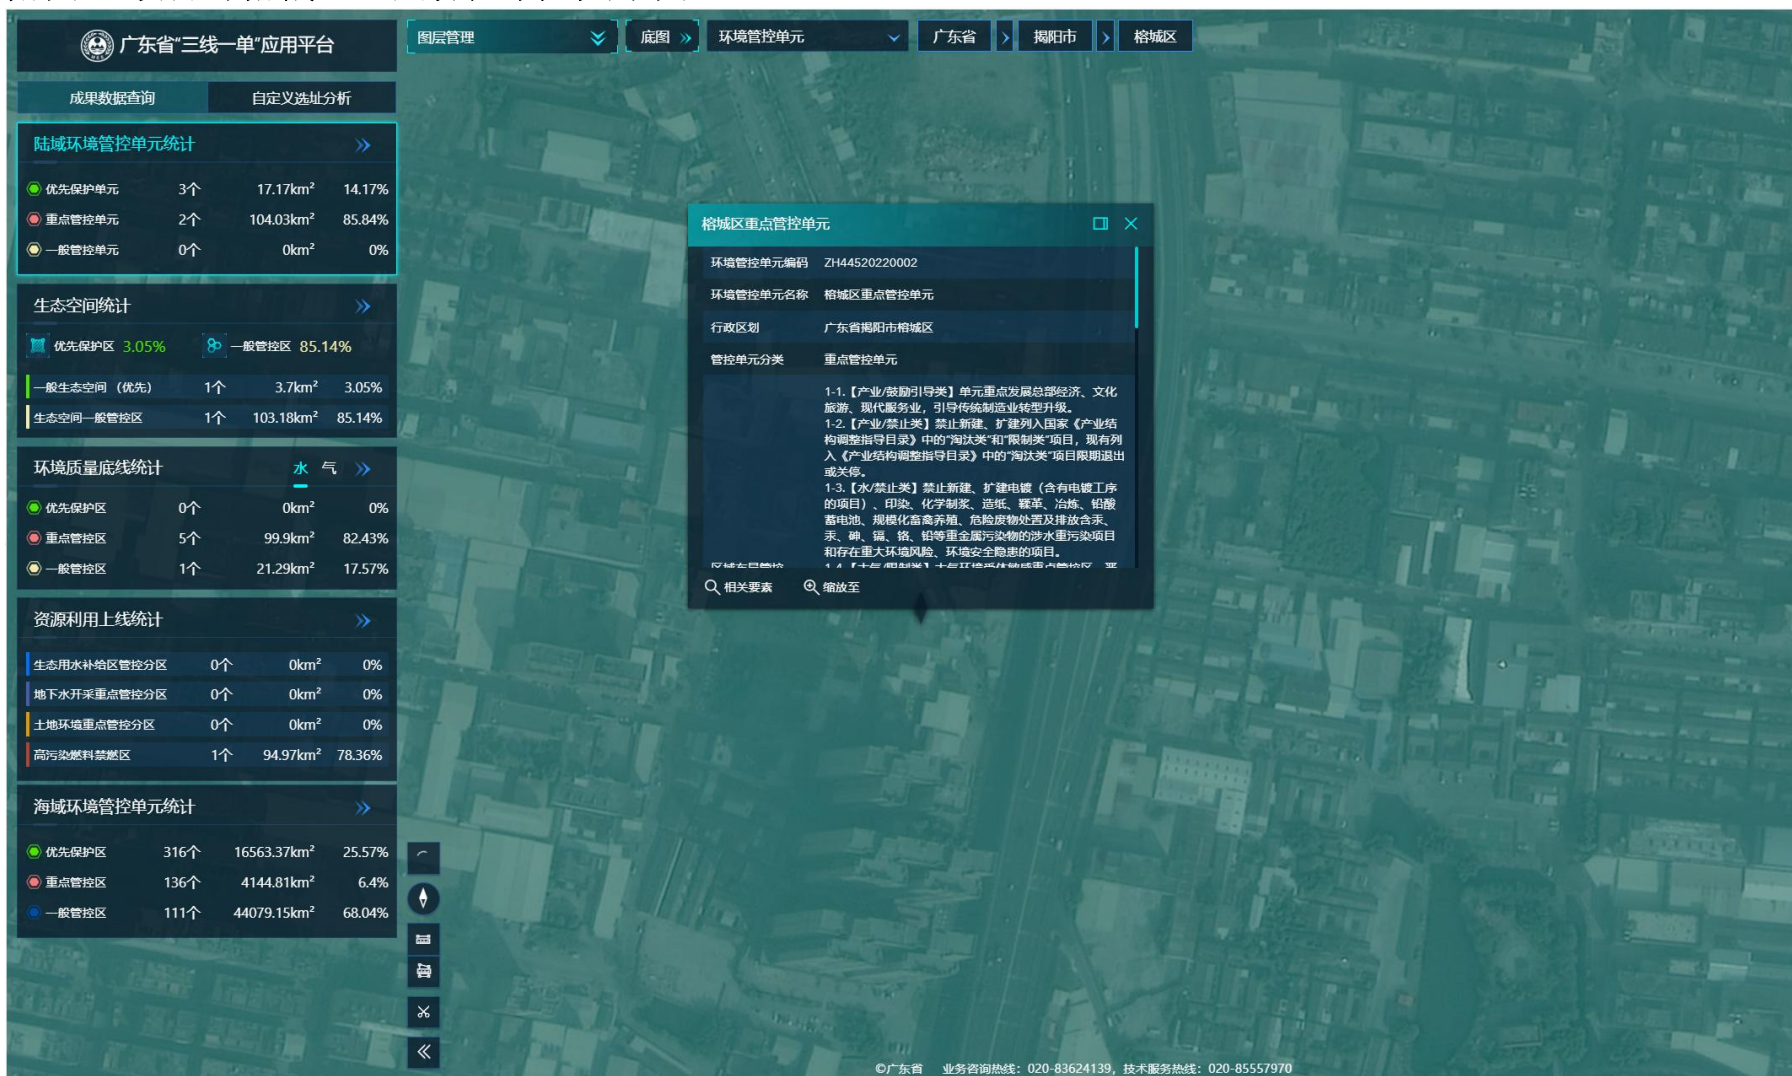 广东省“三线一单”应用平台
图层管理
底图
环境管控单元
广东省
揭阳市
榕城区
成果数据查询
自定义选址分析
陆域环境管控单元统计
优先保护单元 3个 17.17km² 14.17%
重点管控单元 2个 104.03km² 85.84%
一般管控单元 0个 0km² 0%
生态空间统计
优先保护区 3.05% 一般管控区 85.14%
一般生态空间（优先） 1个 3.7km² 3.05%
生态空间一般管控区 1个 103.18km² 85.14%
环境质量底线统计 水 气
优先保护区 0个 0km² 0%
重点管控区 5个 99.9km² 82.43%
一般管控区 1个 21.29km² 17.57%
资源利用上线统计
生态用水补给区管控分区 0个 0km² 0%
地下水开采重点管控分区 0个 0km² 0%
土地环境重点管控分区 0个 0km² 0%
高污染燃料禁燃区 1个 94.97km² 78.36%
海域环境管控单元统计
优先保护区 316个 16563.37km² 25.57%
重点管控区 136个 4144.81km² 6.4%
一般管控区 111个 44079.15km² 68.04%
榕城区重点管控单元
环境管控单元编码 ZH44520220002
环境管控单元名称 榕城区重点管控单元
行政区划 广东省揭阳市榕城区
管控单元分类 重点管控单元
1-1.【产业/鼓励引导类】单元重点发展总部经济、文化
旅游、现代服务业，引导传统制造业转型升级。
1-2.【产业/禁止类】禁止新建、扩建列入国家《产业结
构调整指导目录》中的“淘汰类”和“限制类”项目，现有列
入《产业结构调整指导目录》中的“淘汰类”项目限期退出
或关停。
1-3.【水/禁止类】禁止新建、扩建电镀（含有电镀工序
的项目）、印染、化学制浆、造纸、鞣革、冶炼、铅酸
蓄电池、规模化畜禽养殖、危险废物处置及排放含汞、
汞、砷、镉、铬、铅等重金属污染物的涉水重污染项目
和存在重大环境风险、环境安全隐患的项目。
区域布局管控 1-4.【大气/限制类】大气环境受体敏感重点管控区，严
相关要素 缩放至
©广东省 业务咨询热线：020-83624139，技术服务热线：020-85557970